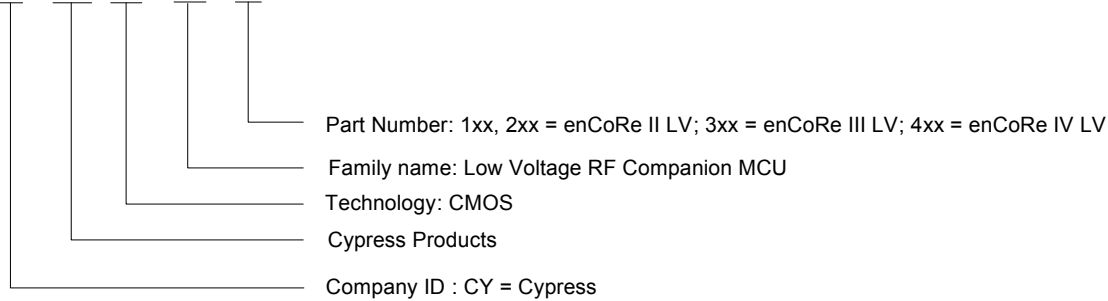 Part Number: 1xx, 2xx = enCoRe II LV; 3xx = enCoRe III LV; 4xx = enCoRe IV LV
Family name: Low Voltage RF Companion MCU
Technology: CMOS
Cypress Products
Company ID : CY = Cypress